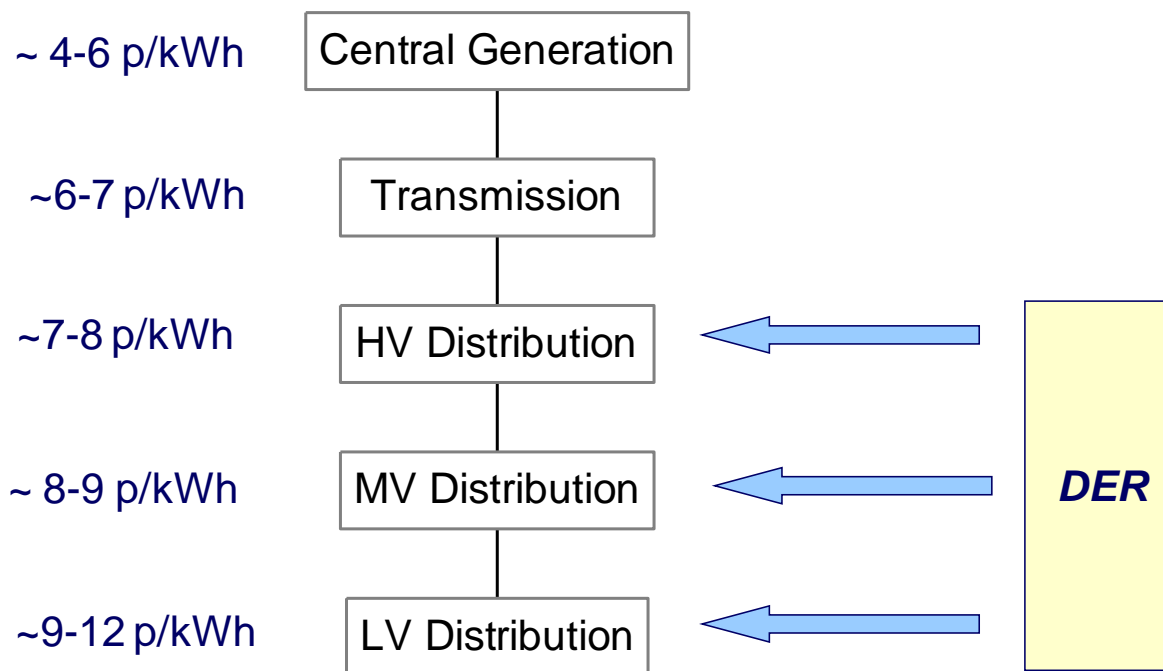 ~ 4-6 p/kWh
Central Generation
~6-7 p/kWh
Transmission
~7-8 p/kWh
HV Distribution
~ 8-9 p/kWh
MV Distribution
DER
~9-12 p/kWh
LV Distribution